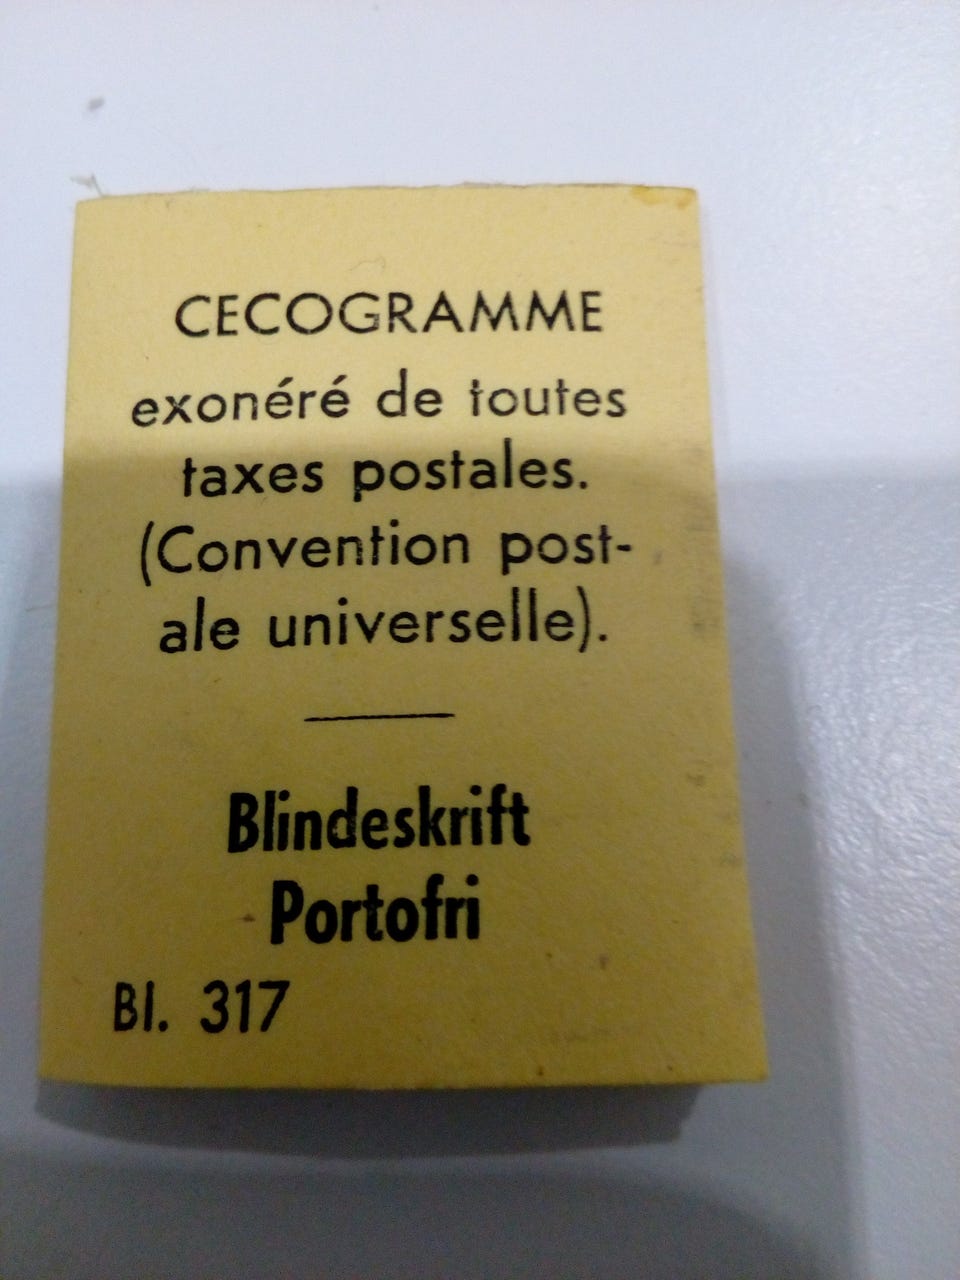 CECOGRAMME
exonéré de toutes
taxes postales.
(Convention post-
ale universelle).
Blindeskrift
Portofri
Bl. 317